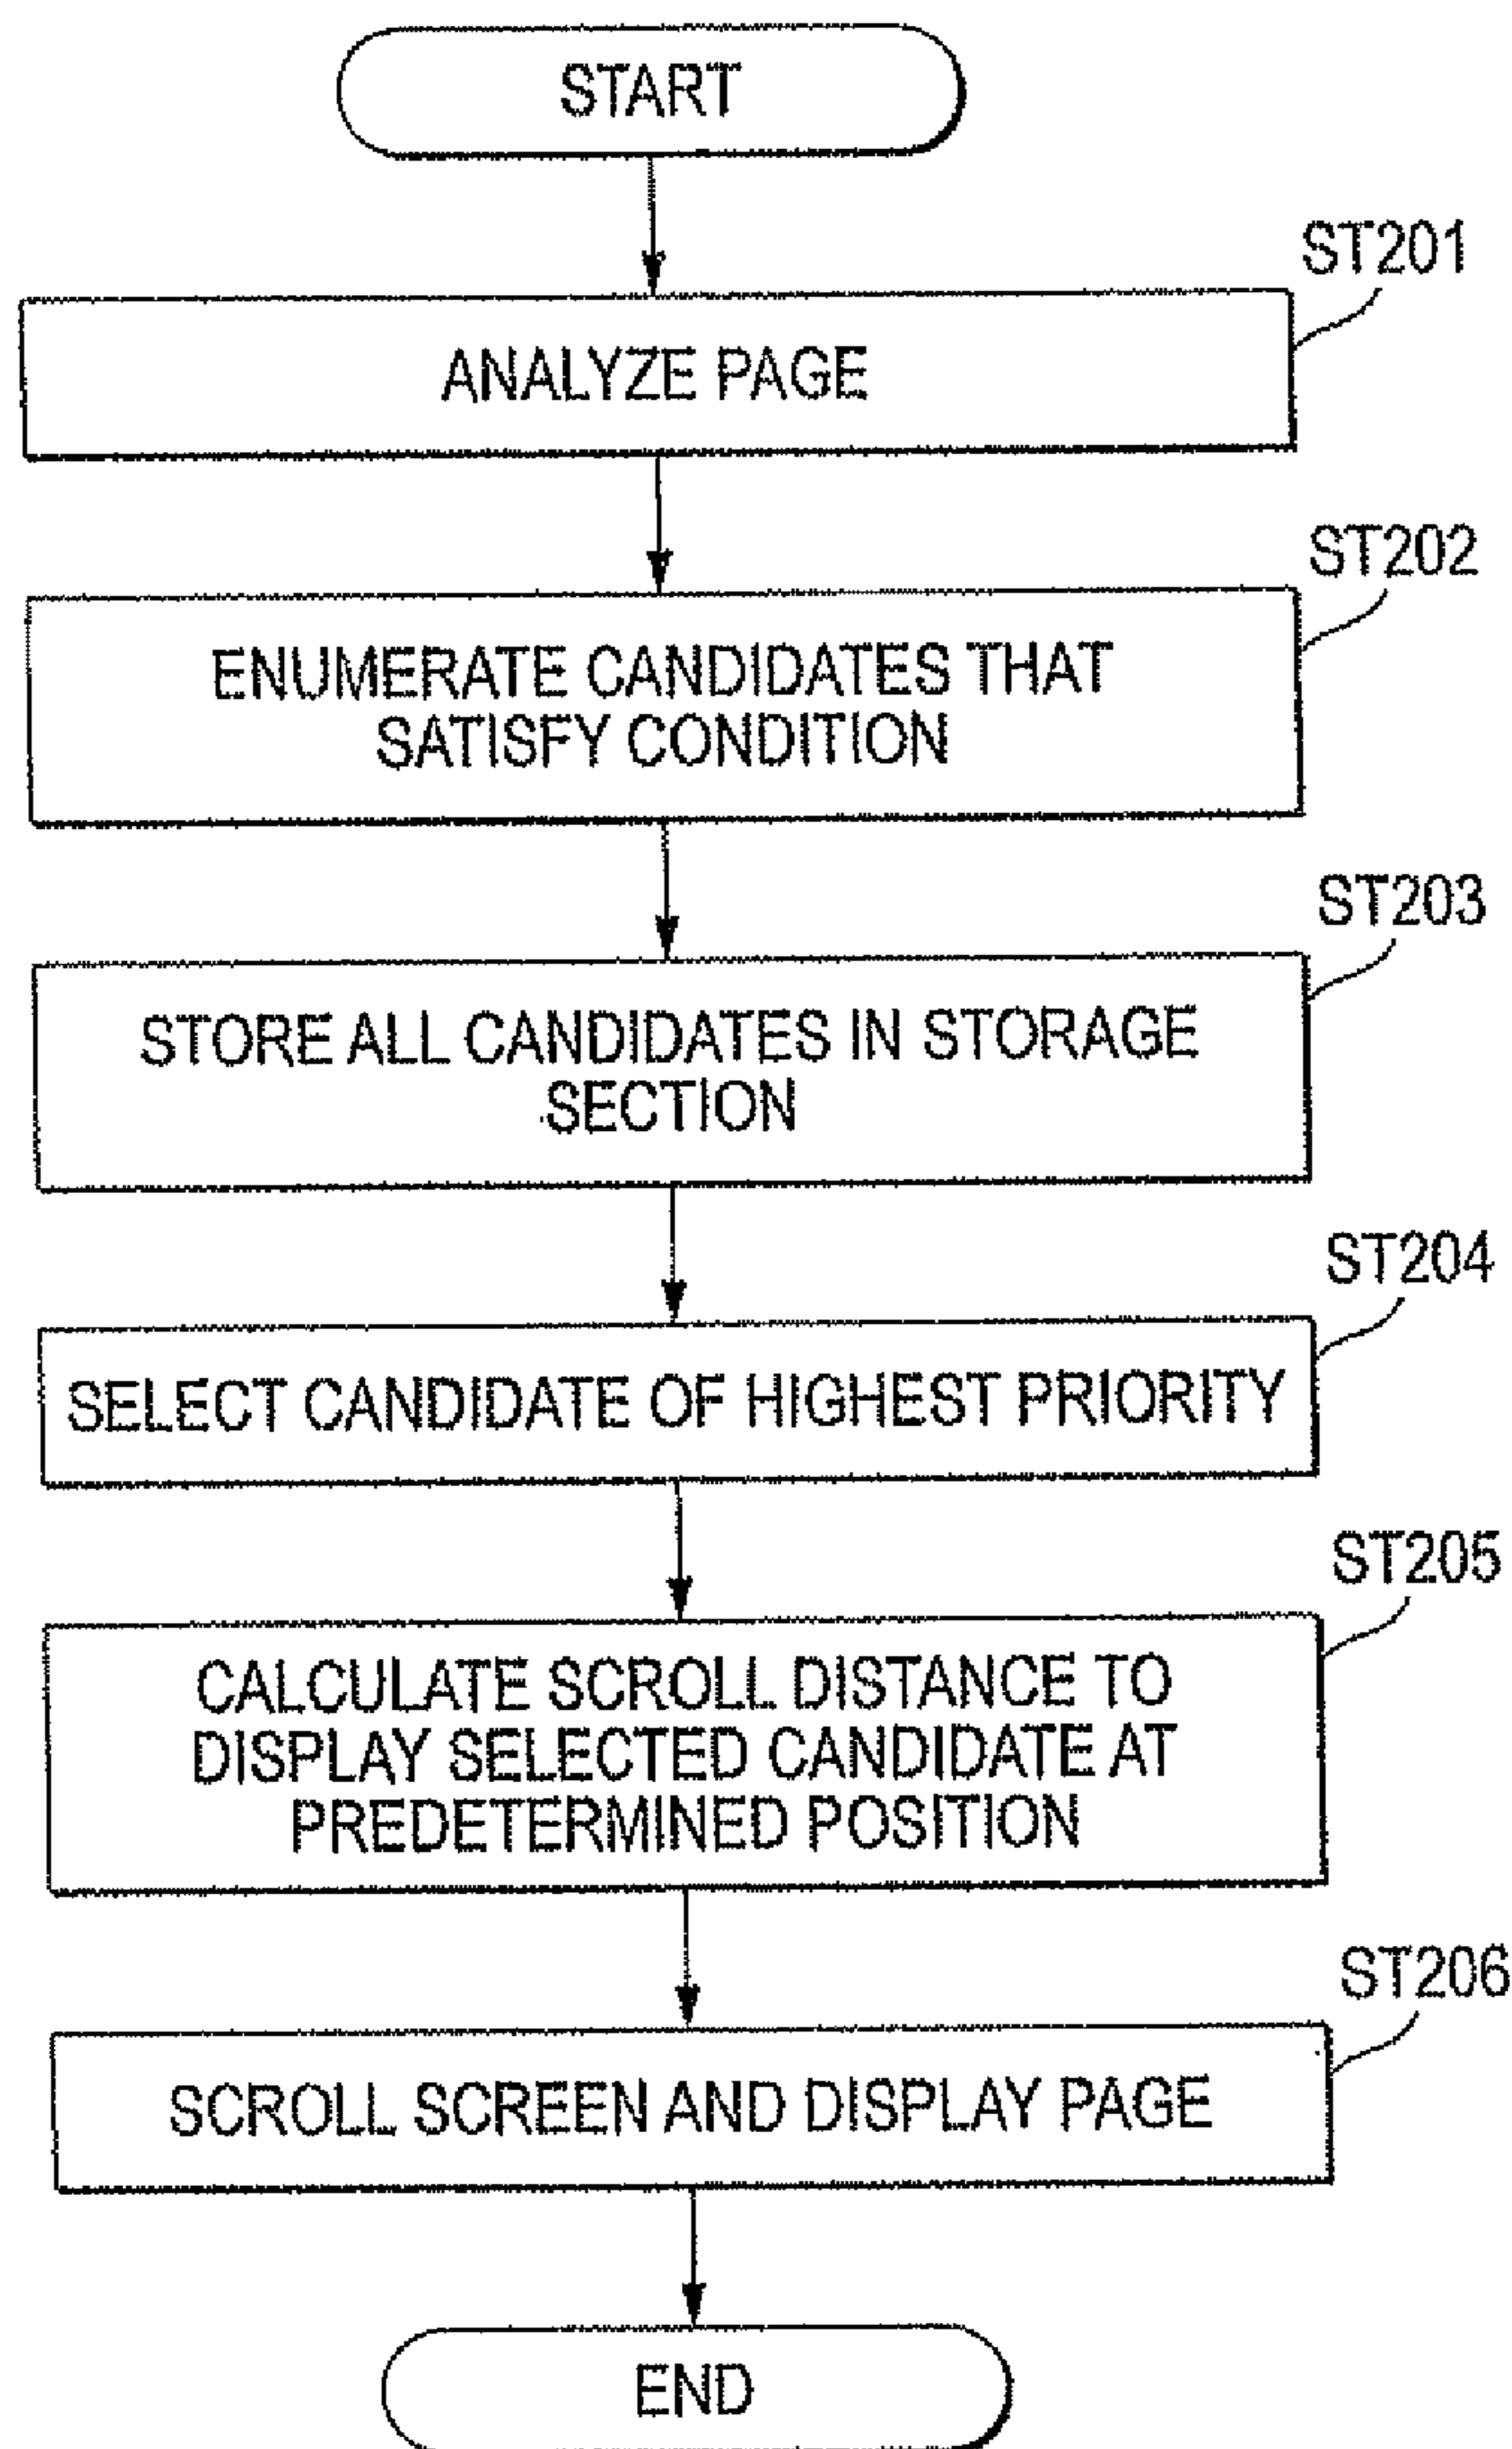 START
ST201
ANALYZE PAGE
ST202
ENUMERATE CANDIDATES THAT
SATISFY CONDITION
ST203
STORE ALL CANDIDATES IN STORAGE
SECTION
ST204
SELECT CANDIDATE OF HIGHEST PRIORITY
ST205
CALCULATE SCROLL DISTANCE TO
DISPLAY SELECTED CANDIDATE AT
PREDETERMINED POSITION
ST206
SCROLL SCREEN AND DISPLAY PAGE
END